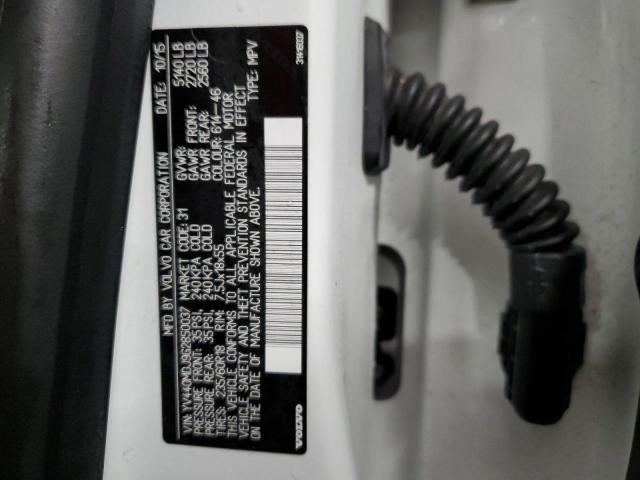 MFD BY VOLVO CAR CORPORATION DATE: 10/15
VIN: YV440MDJ9G2850037 GVWR: 5140 LB
MARKET CODE: 31 GAWR FRONT: 2720 LB
PRESSURE FRONT: 35 PSI, 240 KPA COLD GAWR REAR: 2560 LB
PRESSURE REAR: 35 PSI, 240 KPA COLD COLOUR: 614-46
TIRES: 235/60R18 RIM: 7.5JX18X55
THIS VEHICLE CONFORMS TO ALL APPLICABLE FEDERAL MOTOR
VEHICLE SAFETY AND THEFT PREVENTION STANDARDS IN EFFECT
ON THE DATE OF MANUFACTURE SHOWN ABOVE. TYPE: MPV
VOLVO